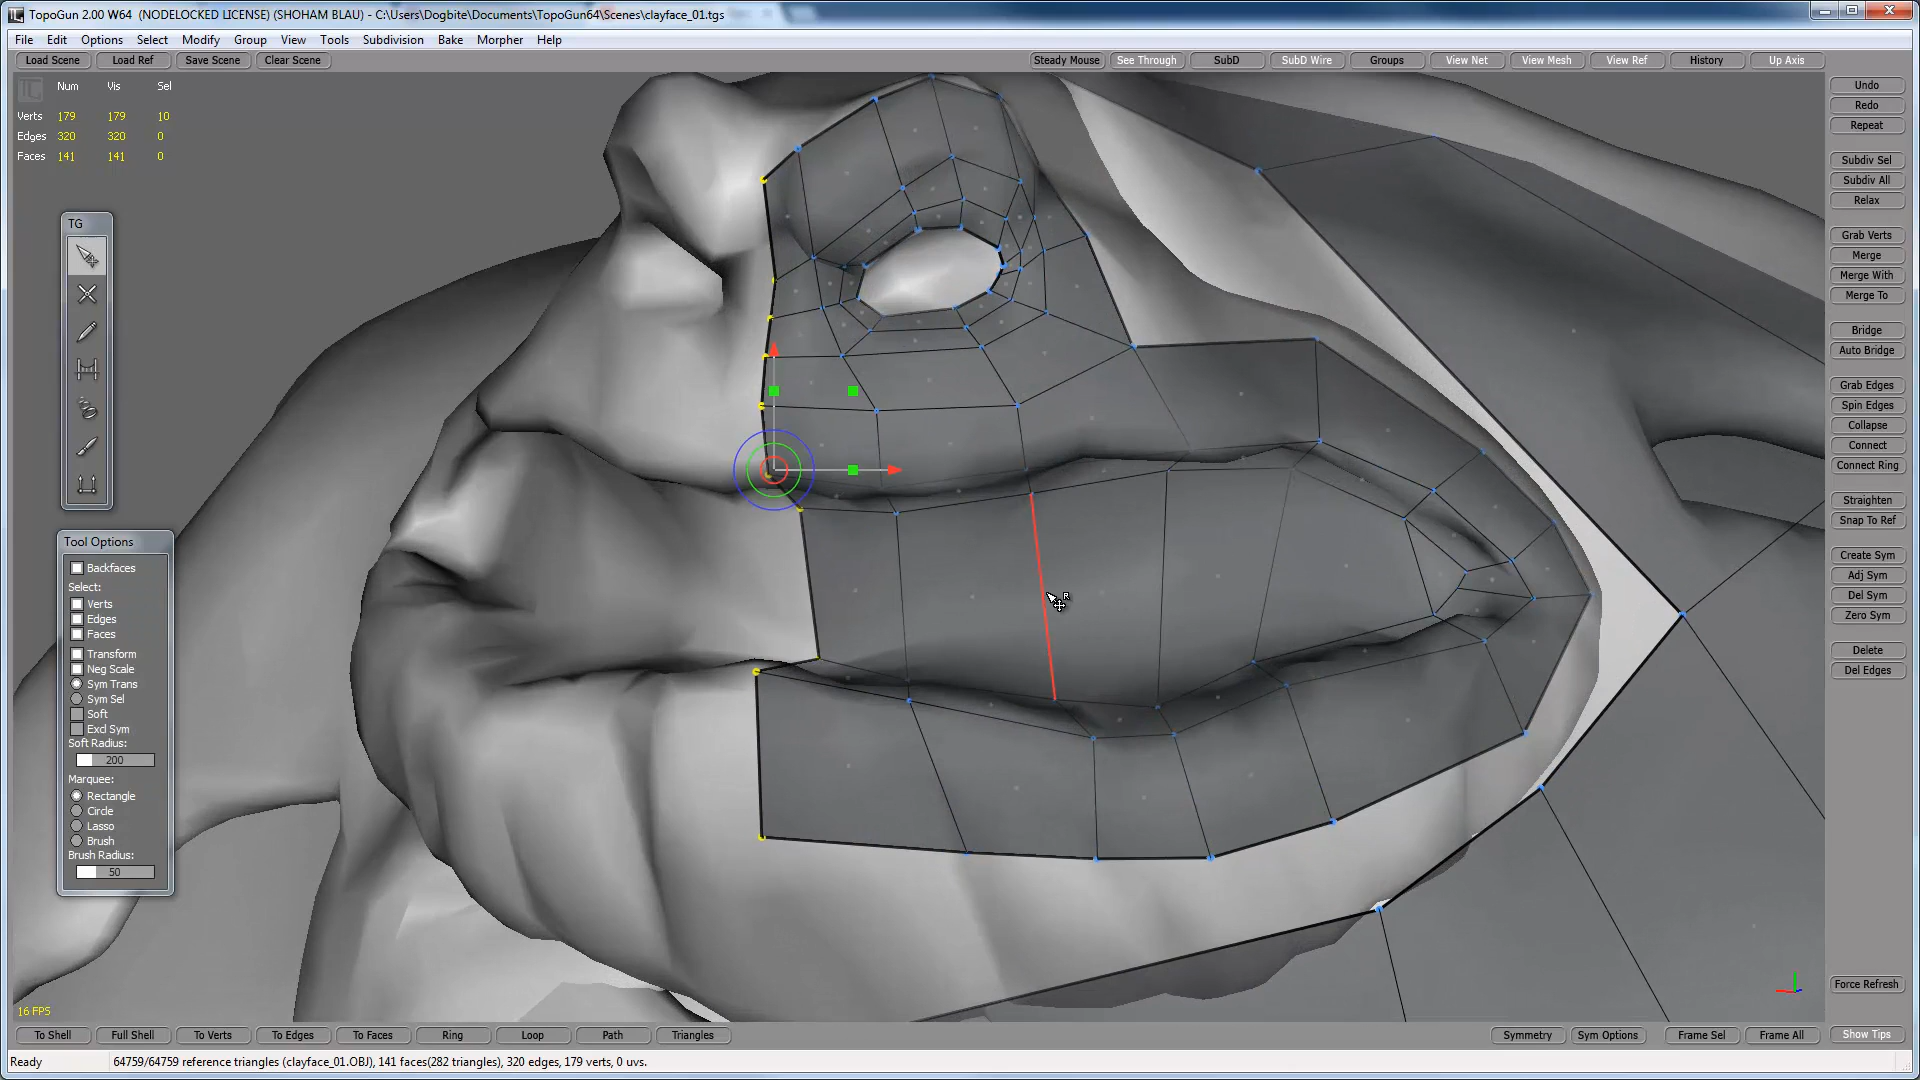 TopoGun 2.00 W64 (NODELOCKED LICENSE) (SHOHAM BLAU) - C:\Users\Dogbite\Documents\TopoGun64\Scenes\clayface_01.tgs
File Edit Options Select Modify Group View Tools Subdivision Bake Morpher Help
Load Scene Load Ref Save Scene Clear Scene Steady Mouse See Through SubD SubD Wire Groups View Net View Mesh View Ref History Up Axis
Num Vis Sel
Verts 179 179 10
Edges 320 320 0
Faces 141 141 0
TG
Tool Options
Backfaces
Select:
Verts
Edges
Faces
Transform
Neg Scale
Sym Trans
Sym Sel
Soft
Excl Sym
Soft Radius:
200
Marquee:
Rectangle
Circle
Lasso
Brush
Brush Radius:
50
R
Undo
Redo
Repeat
Subdiv Sel
Subdiv All
Relax
Grab Verts
Merge
Merge With
Merge To
Bridge
Auto Bridge
Grab Edges
Spin Edges
Collapse
Connect
Connect Ring
Straighten
Snap To Ref
Create Sym
Adj Sym
Del Sym
Zero Sym
Delete
Del Edges
Force Refresh
16 FPS
To Shell Full Shell To Verts To Edges To Faces Ring Loop Path Triangles Symmetry Sym Options Frame Sel Frame All Show Tips
Ready 64759/64759 reference triangles (clayface_01.OBJ), 141 faces(282 triangles), 320 edges, 179 verts, 0 uvs.